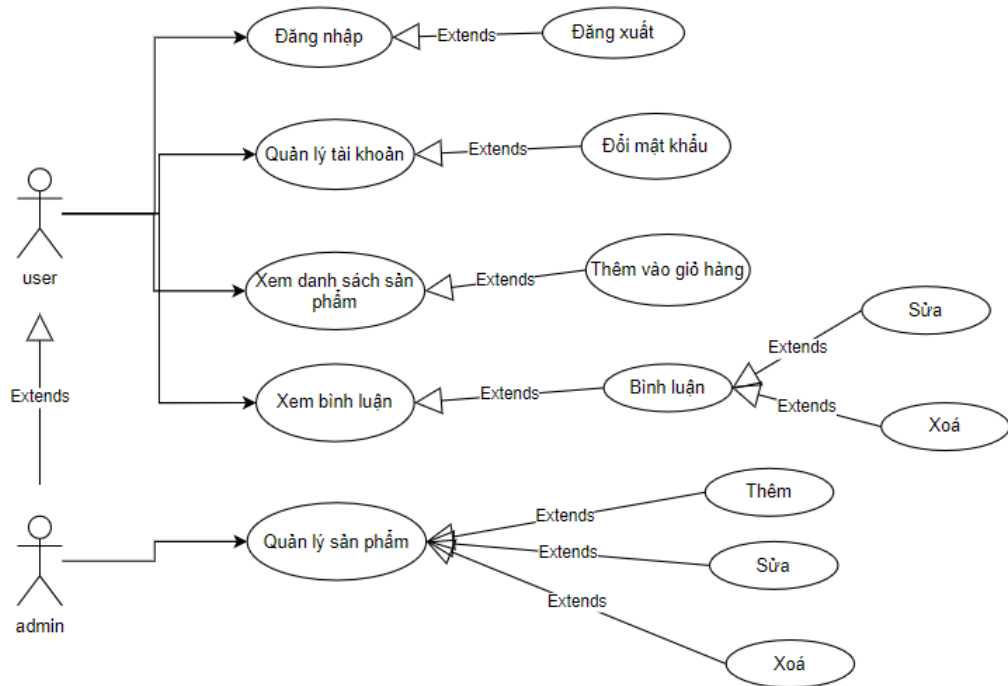 Đăng nhập
Extends
Đăng xuất
Quản lý tài khoản
Extends
Đổi mật khẩu
user
Xem danh sách sản
phẩm
Extends
Thêm vào giỏ hàng
Extends
Xem bình luận
Extends
Bình luận
Extends
Sửa
Extends
Xoá
admin
Quản lý sản phẩm
Extends
Thêm
Extends
Sửa
Extends
Xoá